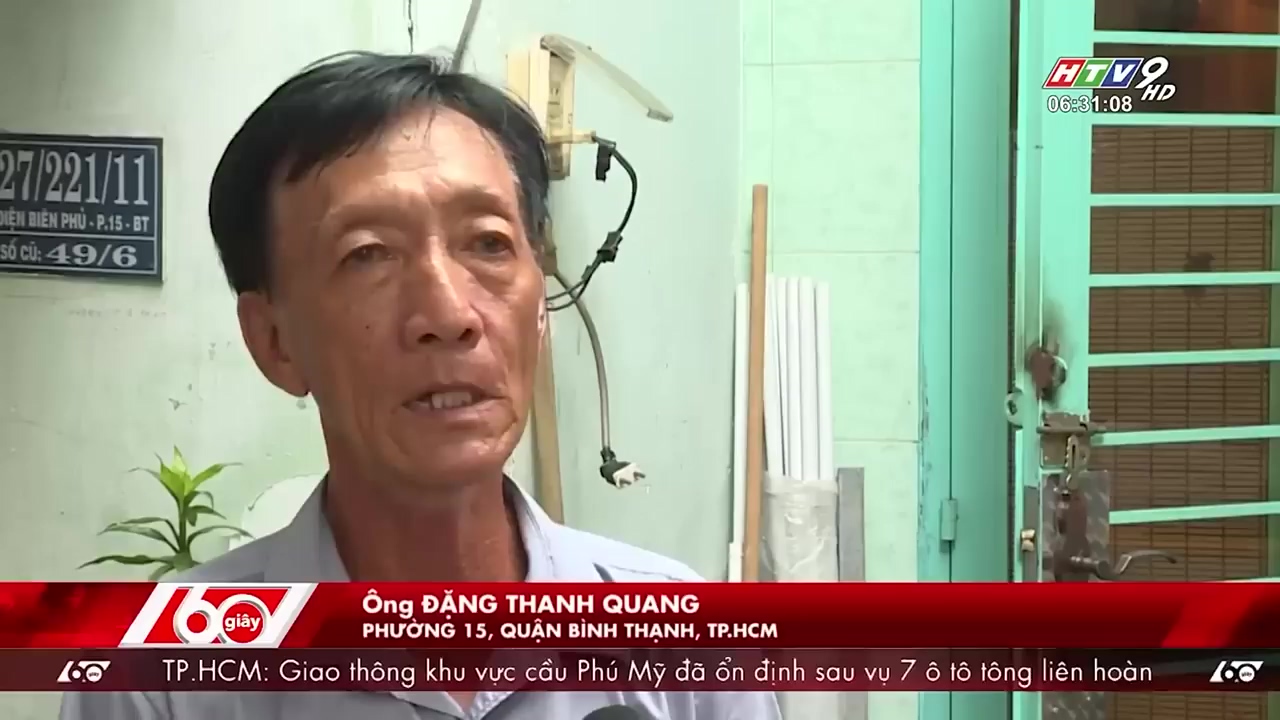 HTV9
HD
06:31:08
27/221/11
ĐIỆN BIÊN PHỦ - P.15 - BT
SỐ CŨ: 49/6
60 giây
Ông ĐẶNG THANH QUANG
PHƯỜNG 15, QUẬN BÌNH THẠNH, TP.HCM
60
TP.HCM: Giao thông khu vực cầu Phú Mỹ đã ổn định sau vụ 7 ô tô tông liên hoàn
60